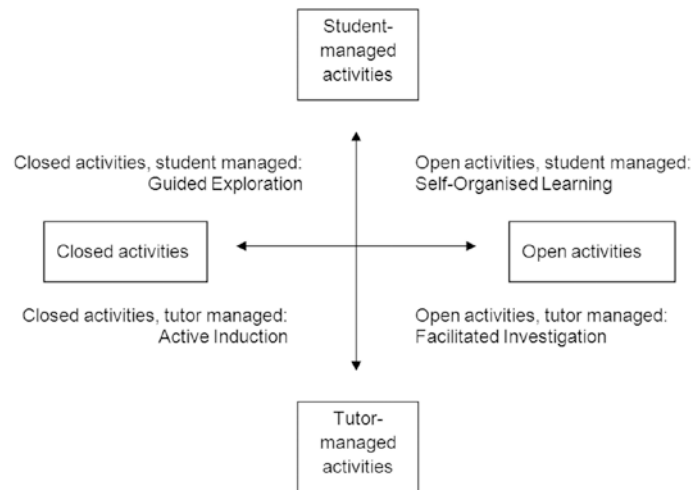 Student-
managed
activities
Closed activities, student managed:
Guided Exploration
Open activities, student managed:
Self-Organised Learning
Closed activities
Open activities
Closed activities, tutor managed:
Active Induction
Open activities, tutor managed:
Facilitated Investigation
Tutor-
managed
activities